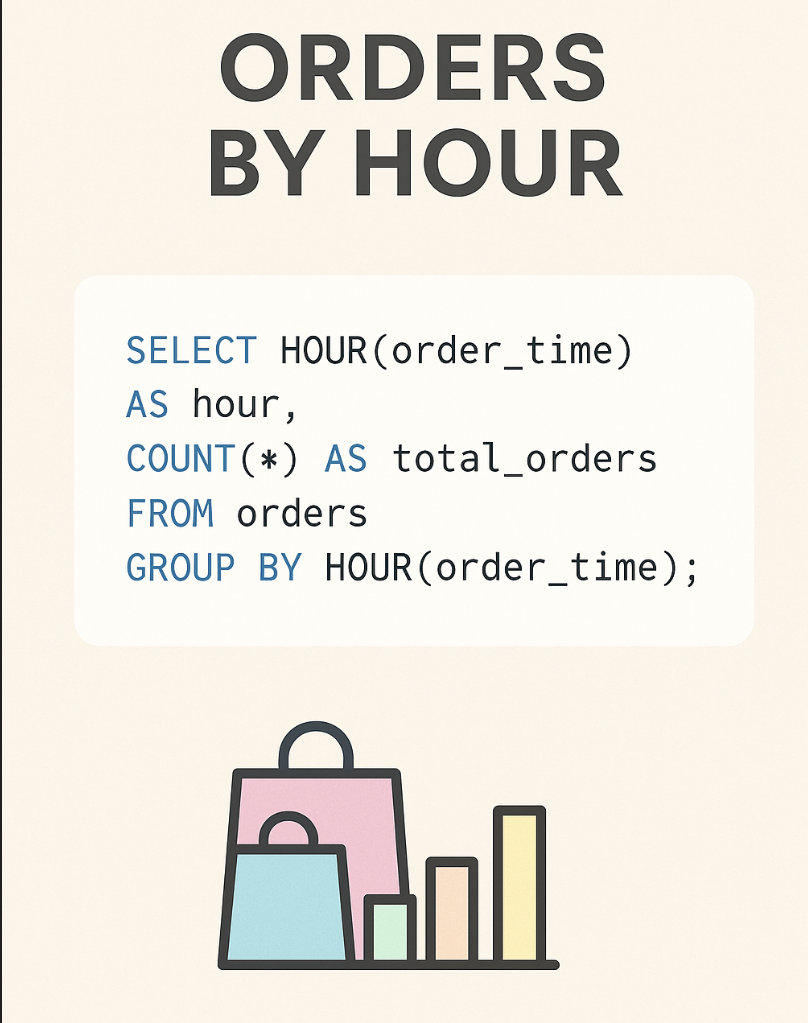 ORDERS
BY HOUR
SELECT HOUR(order_time)
AS hour,
COUNT(*) AS total_orders
FROM orders
GROUP BY HOUR(order_time);